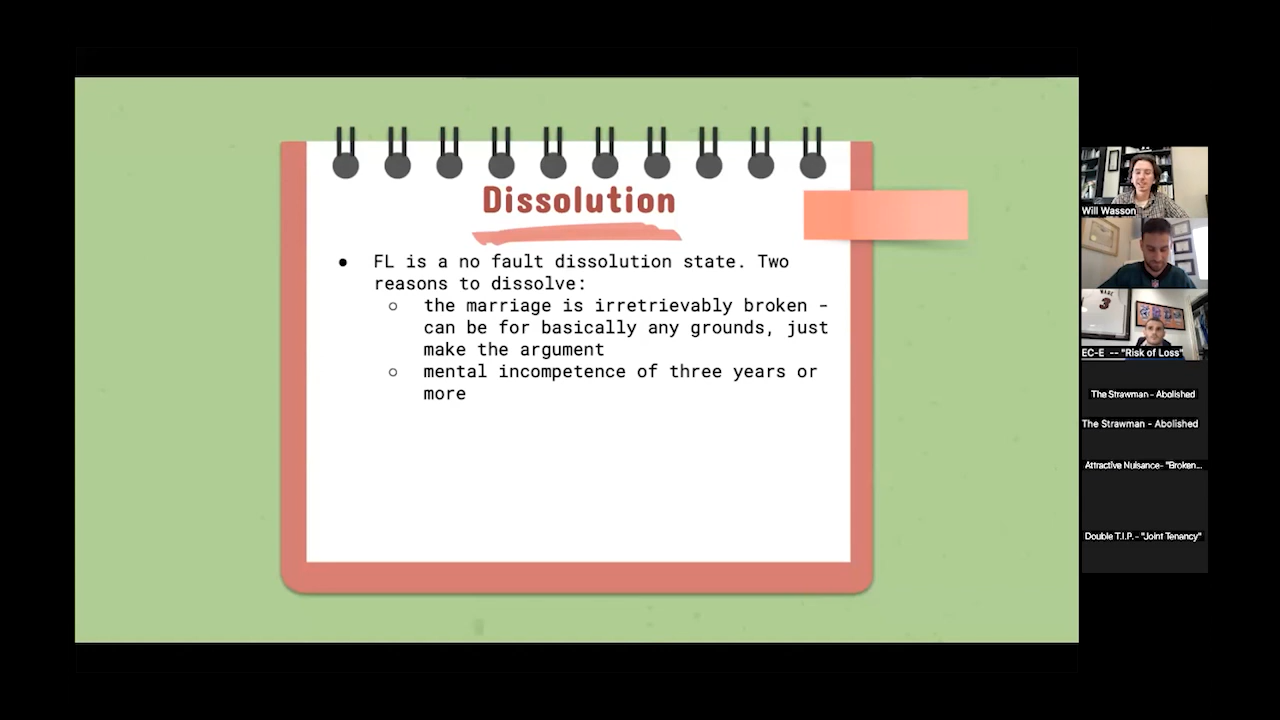 Dissolution
● FL is a no fault dissolution state. Two
reasons to dissolve:
○ the marriage is irretrievably broken -
can be for basically any grounds, just
make the argument
○ mental incompetence of three years or
more
Will Wasson
WADE
3
EC-E -- "Risk of Loss"
The Strawman - Abolished
The Strawman - Abolished
Attractive Nuisance- "Broken...
Double T.I.P. - "Joint Tenancy"